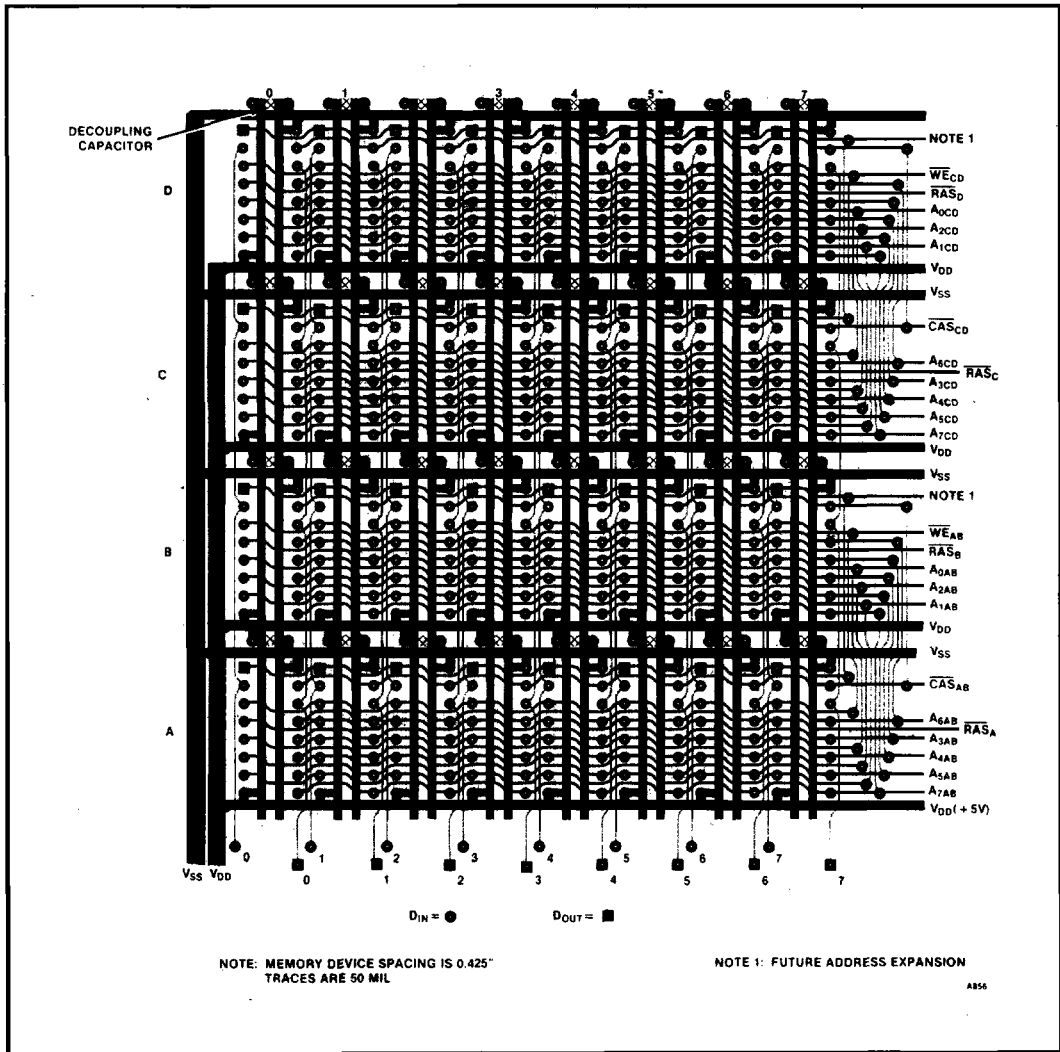 0 1 3 4 5 6 7
DECOUPLING
CAPACITOR
NOTE 1
D
W̅E̅CD
R̅A̅S̅D
A0CD
A2CD
A1CD
VDD
VSS
C̅A̅S̅CD
C
A6CD
R̅A̅S̅C
A3CD
A4CD
A5CD
A7CD
VDD
VSS
NOTE 1
B
W̅E̅AB
R̅A̅S̅B
A0AB
A2AB
A1AB
VDD
VSS
C̅A̅S̅AB
A
A6AB
R̅A̅S̅A
A3AB
A4AB
A5AB
A7AB
VDD(+5V)
0 1 2 3 4 5 6 7
VSS VDD
0 1 2 3 4 5 6 7
DIN = DOUT =
NOTE: MEMORY DEVICE SPACING IS 0.425"
TRACES ARE 50 MIL
NOTE 1: FUTURE ADDRESS EXPANSION